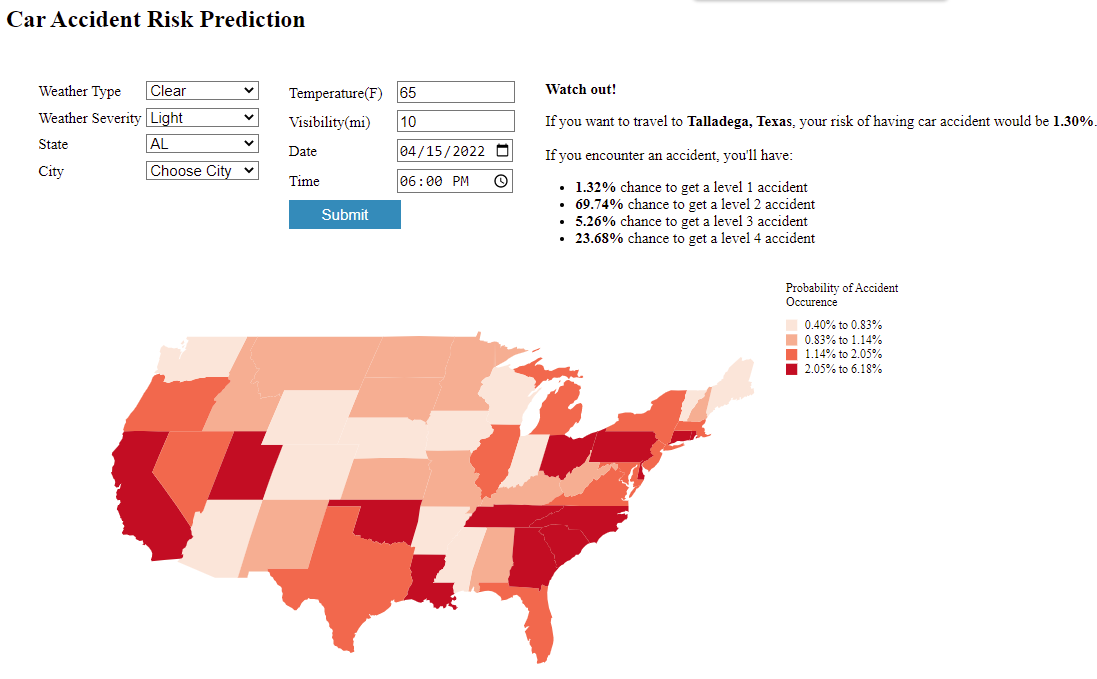 Car Accident Risk Prediction
Weather Type Clear
Weather Severity Light
State AL
City Choose City
Temperature(F) 65
Visibility(mi) 10
Date 04/15/2022
Time 06:00 PM
Submit
Watch out!
If you want to travel to Talladega, Texas, your risk of having car accident would be 1.30%.
If you encounter an accident, you'll have:
• 1.32% chance to get a level 1 accident
• 69.74% chance to get a level 2 accident
• 5.26% chance to get a level 3 accident
• 23.68% chance to get a level 4 accident
Probability of Accident
Occurence
0.40% to 0.83%
0.83% to 1.14%
1.14% to 2.05%
2.05% to 6.18%